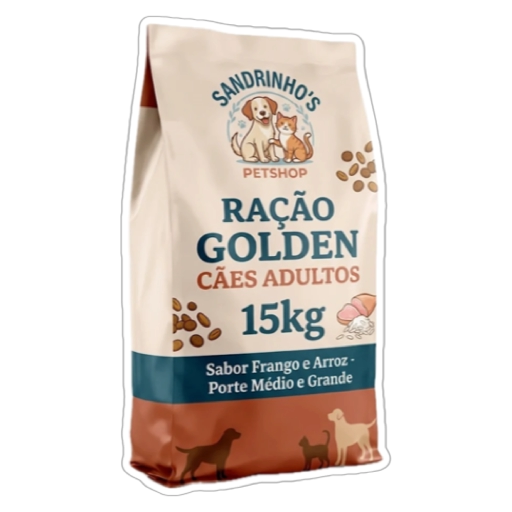 SANDRINHO'S
PETSHOP
RAÇÃO
GOLDEN
CÃES ADULTOS
15kg
Sabor Frango e Arroz -
Porte Médio e Grande